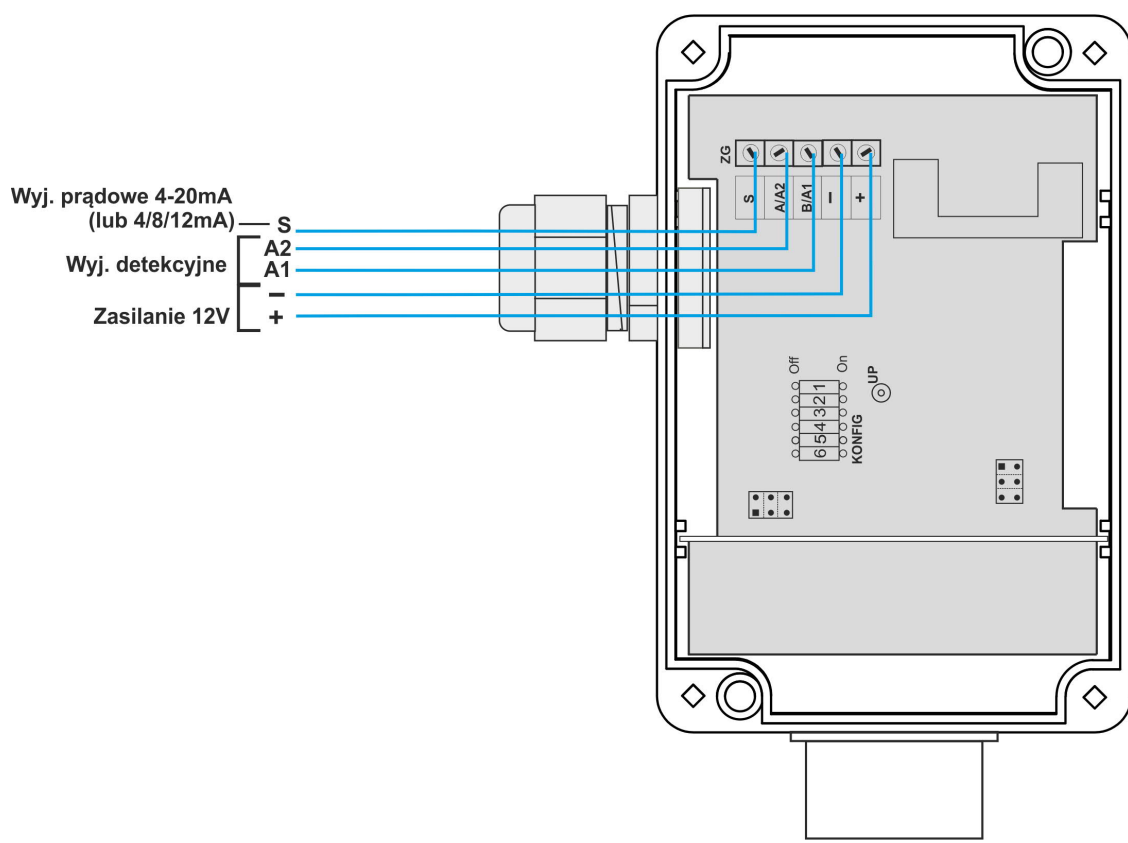 ZG
S
A/A2
B/A1
−
+
Wyj. prądowe 4-20mA
(lub 4/8/12mA)
S
A2
Wyj. detekcyjne
A1
−
Zasilanie 12V
+
Off
On
UP
1
2
3
4
5
6
KONFIG